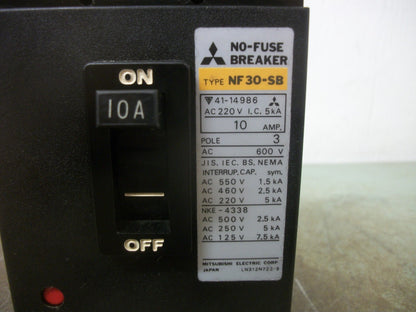 ON
10A
OFF
NO-FUSE
BREAKER
TYPE NF30-SB
41-14986
AC 220V I.C. 5kA
10 AMP.
POLE 3
AC 600 V
JIS, IEC, BS, NEMA
INTERRUP. CAP. sym.
AC 550 V 1.5 kA
AC 460 V 2.5 kA
AC 220 V 5 kA
NKE-4338
AC 500 V 2.5 kA
AC 250 V 5 kA
AC 125 V 7.5 kA
MITSUBISHI ELECTRIC CORP.
JAPAN